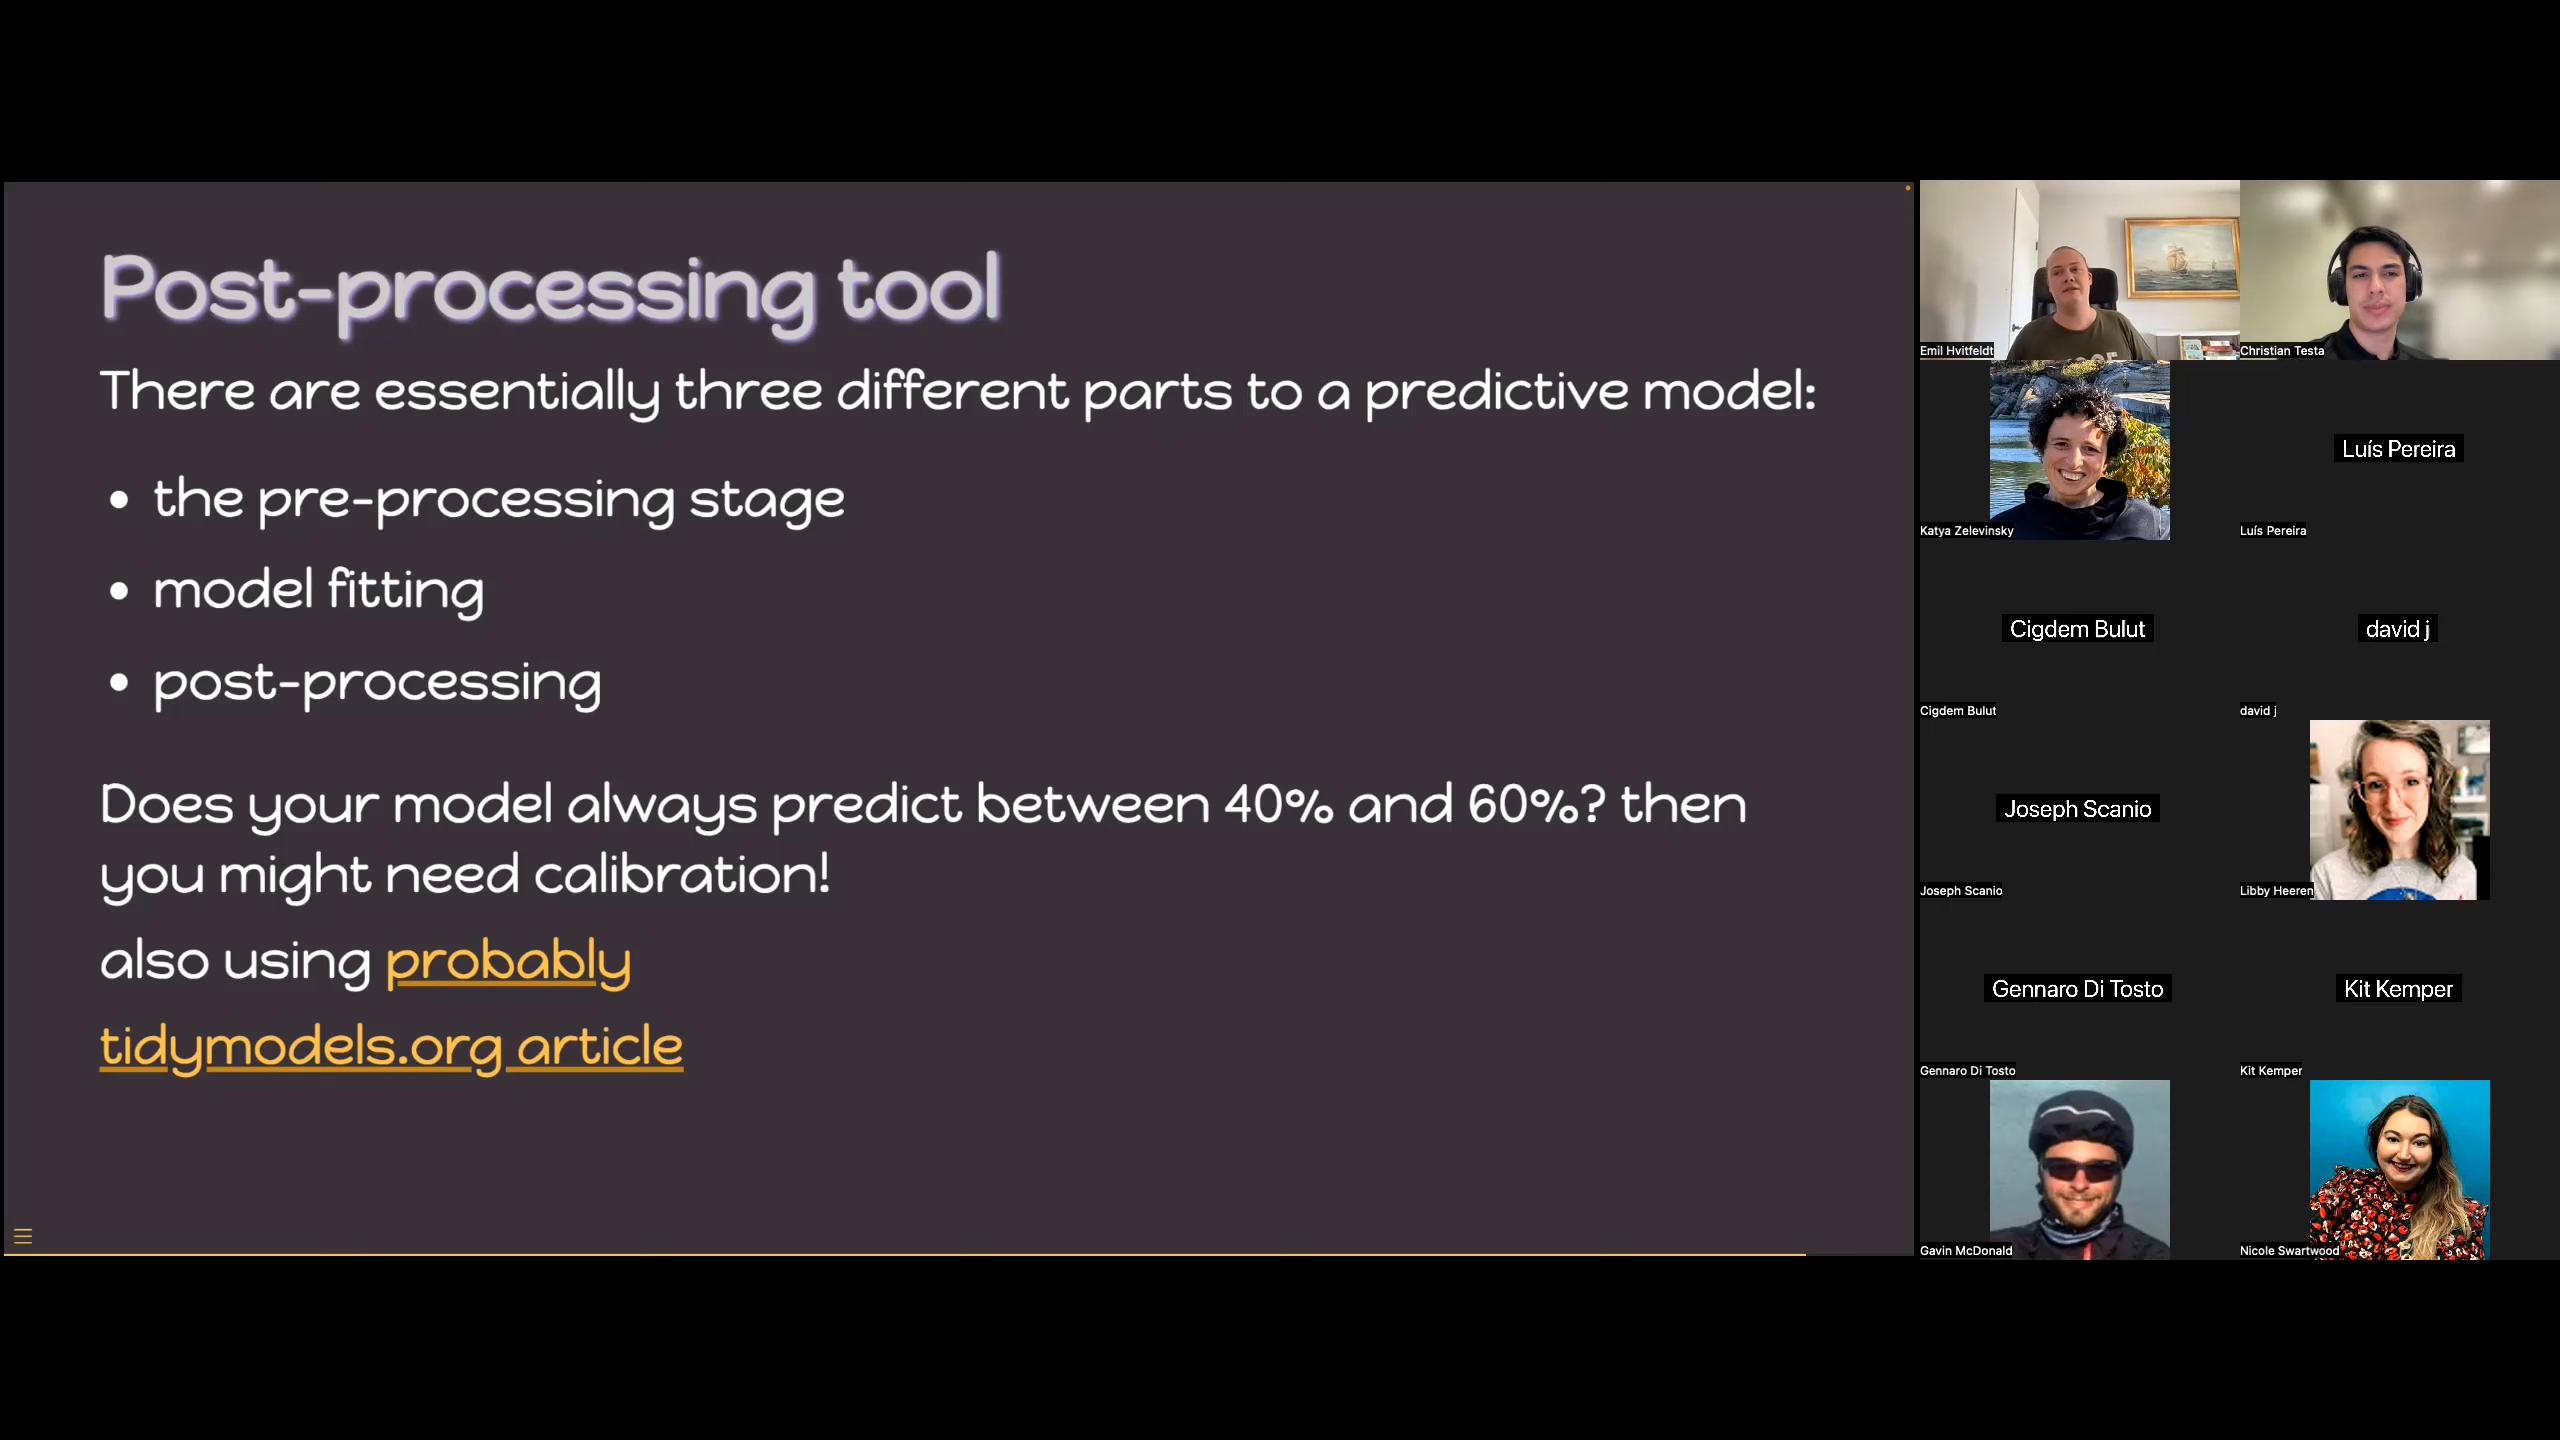 Post-processing tool
There are essentially three different parts to a predictive model:
• the pre-processing stage
• model fitting
• post-processing
Does your model always predict between 40% and 60%? then
you might need calibration!
also using probably
tidymodels.org article
Emil Hvitfeldt
Christian Testa
Katya Zelevinsky
Luís Pereira
Luís Pereira
Cigdem Bulut
Cigdem Bulut
david j
david j
Joseph Scanio
Joseph Scanio
Libby Heeren
Gennaro Di Tosto
Gennaro Di Tosto
Kit Kemper
Kit Kemper
Gavin McDonald
Nicole Swartwood